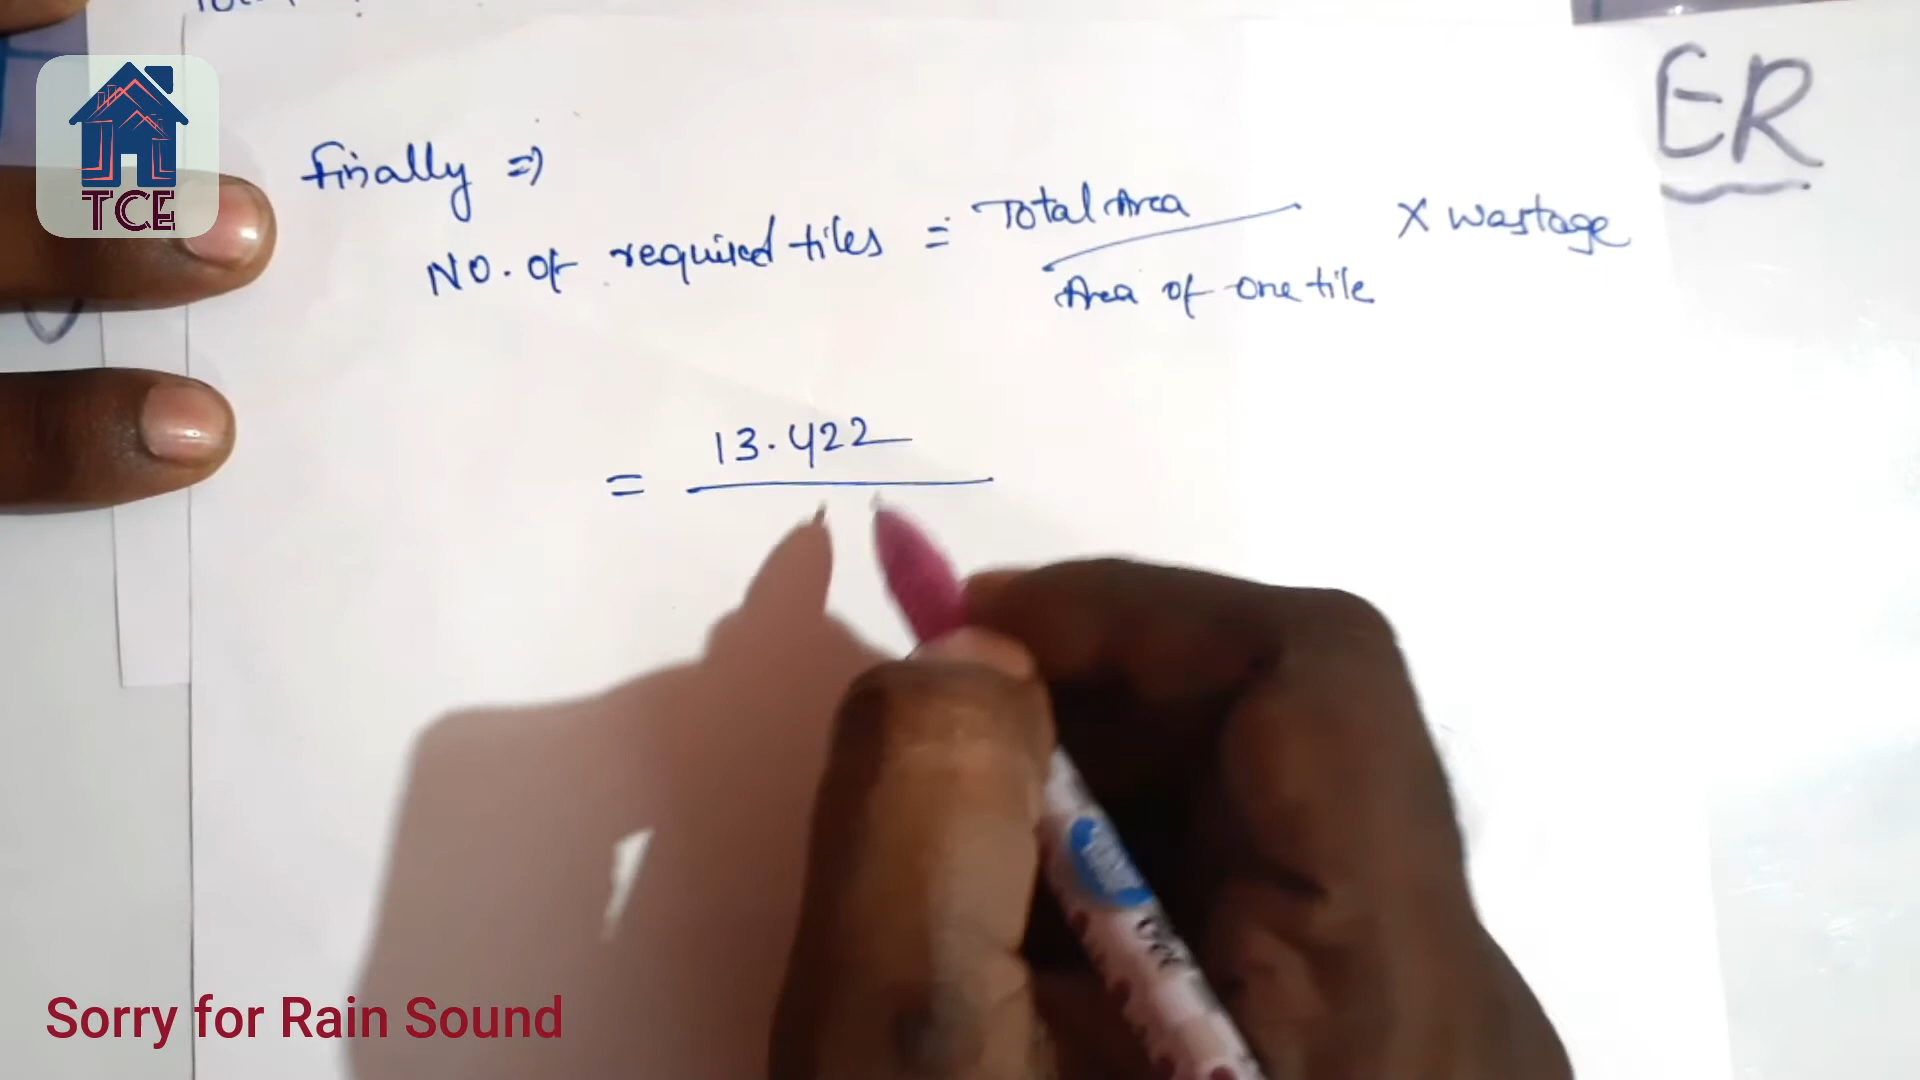 TCE
ER
Finally =>
No. of required tiles = Total Area / Area of one tile X wastage
= 13.422
Sorry for Rain Sound